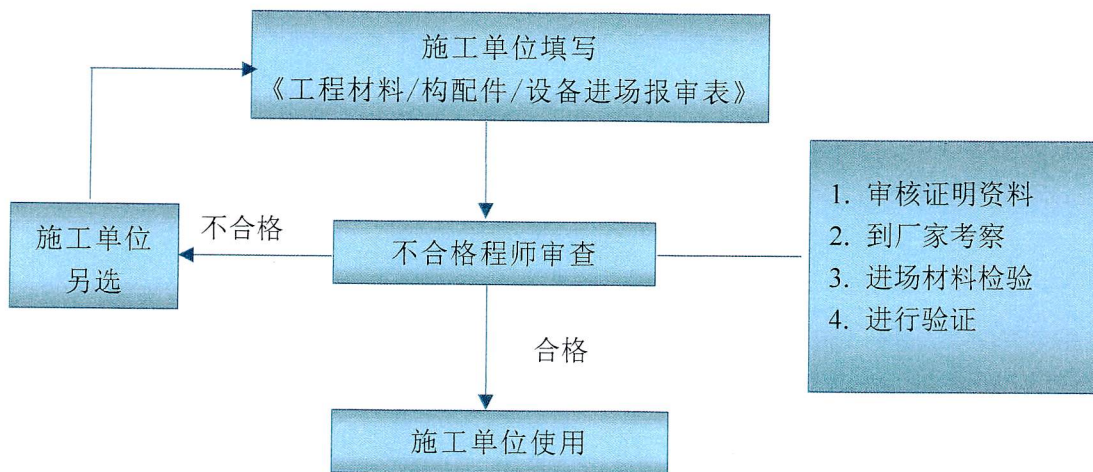 施工单位填写
《工程材料/构配件/设备进场报审表》
施工单位
另选
不合格
不合格程师审查
1. 审核证明资料
2. 到厂家考察
3. 进场材料检验
4. 进行验证
合格
施工单位使用